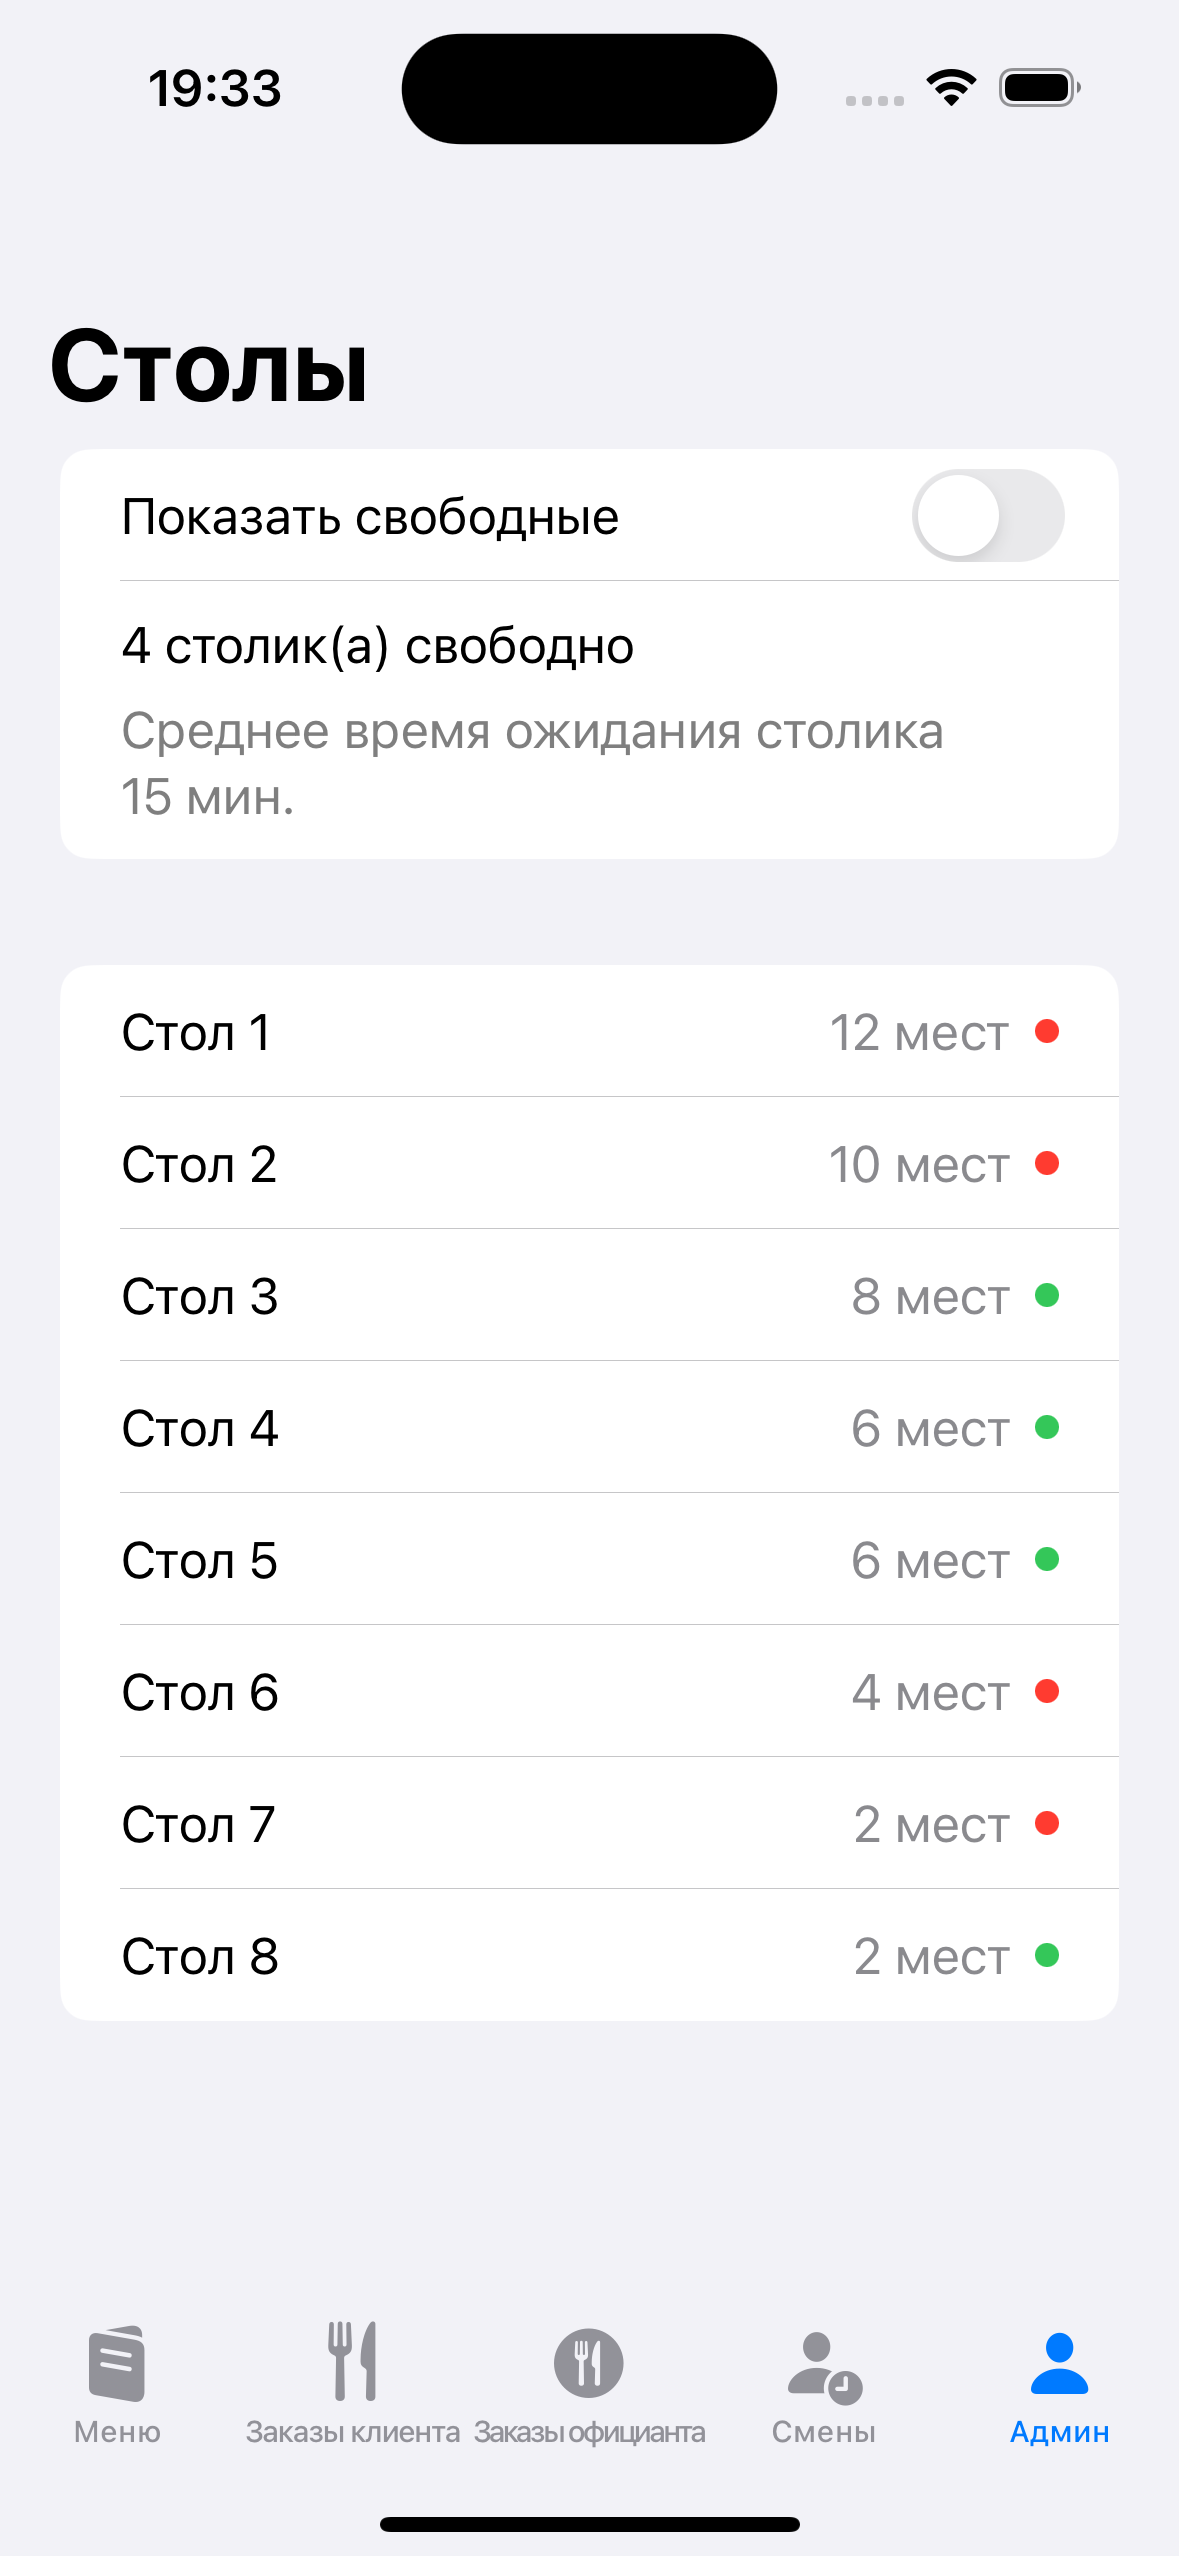 19:33
Столы
Показать свободные
4 столик(а) свободно
Среднее время ожидания столика
15 мин.
Стол 1 12 мест
Стол 2 10 мест
Стол 3 8 мест
Стол 4 6 мест
Стол 5 6 мест
Стол 6 4 мест
Стол 7 2 мест
Стол 8 2 мест
Меню Заказы клиента Заказы официанта Смены Админ